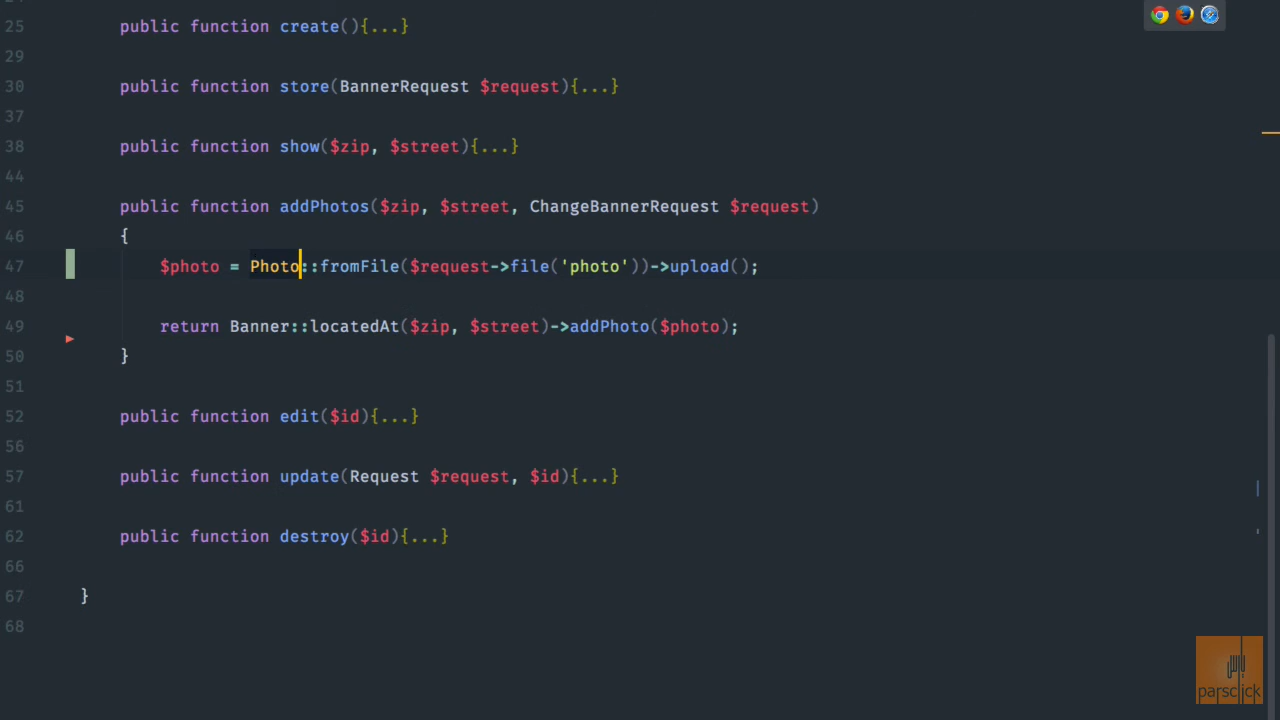 25 public function create(){...}
29
30 public function store(BannerRequest $request){...}
37
38 public function show($zip, $street){...}
44
45 public function addPhotos($zip, $street, ChangeBannerRequest $request)
46 {
47 $photo = Photo::fromFile($request->file('photo'))->upload();
48
49 return Banner::locatedAt($zip, $street)->addPhoto($photo);
50 }
51
52 public function edit($id){...}
56
57 public function update(Request $request, $id){...}
61
62 public function destroy($id){...}
66
67 }
68
parsclick